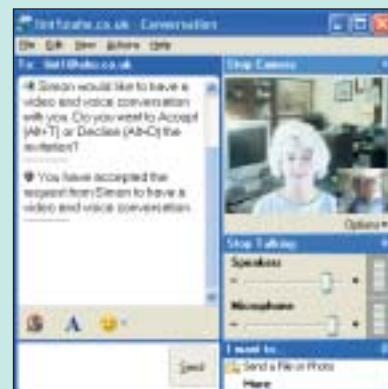 - Conversation
File Edit View Actions Help
To:
Simon would like to have a
video and voice conversation
with you. Do you want to Accept
(Alt+T) or Decline (Alt+D) the
invitation?
You have accepted the
request from Simon to have a
video and voice conversation
Send
Stop Camera
Options
Stop Talking
Speakers
Microphone
I want to...
Send a File or Photo
More